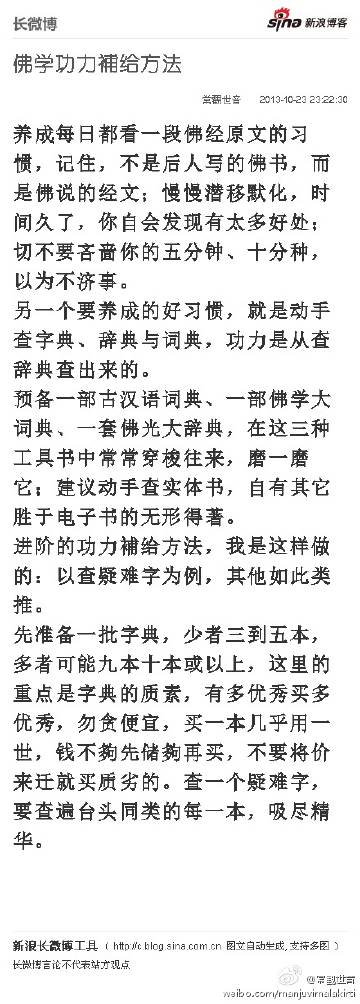 长微博
sina 新浪博客
佛学功力補给方法
常翻世音 2013-10-23 23:22:30
养成每日都看一段佛经原文的习
惯，记住，不是后人写的佛书，而
是佛说的经文；慢慢潜移默化，时
间久了，你自会发现有太多好处；
切不要吝啬你的五分钟、十分种，
以为不济事。
另一个要养成的好习惯，就是动手
查字典、辞典与词典，功力是从查
辞典查出来的。
预备一部古汉语词典、一部佛学大
词典、一套佛光大辞典，在这三种
工具书中常常穿梭往来，磨一磨
它；建议动手查实体书，自有其它
胜于电子书的无形得著。
进阶的功力補给方法，我是这样做
的：以查疑难字为例，其他如此类
推。
先准备一批字典，少者三到五本，
多者可能九本十本或以上，这里的
重点是字典的质素，有多优秀买多
优秀，勿贪便宜，买一本几乎用一
世，钱不夠先储夠再买，不要将价
来迁就买质劣的。查一个疑难字，
要查遍台头同类的每一本，吸尽精
华。
新浪长微博工具 ( http://c.blog.sina.com.cn 图文自动生成,支持多图 )
长微博言论不代表站方观点
@常翻世音
weibo.com/manjuvimalakirti